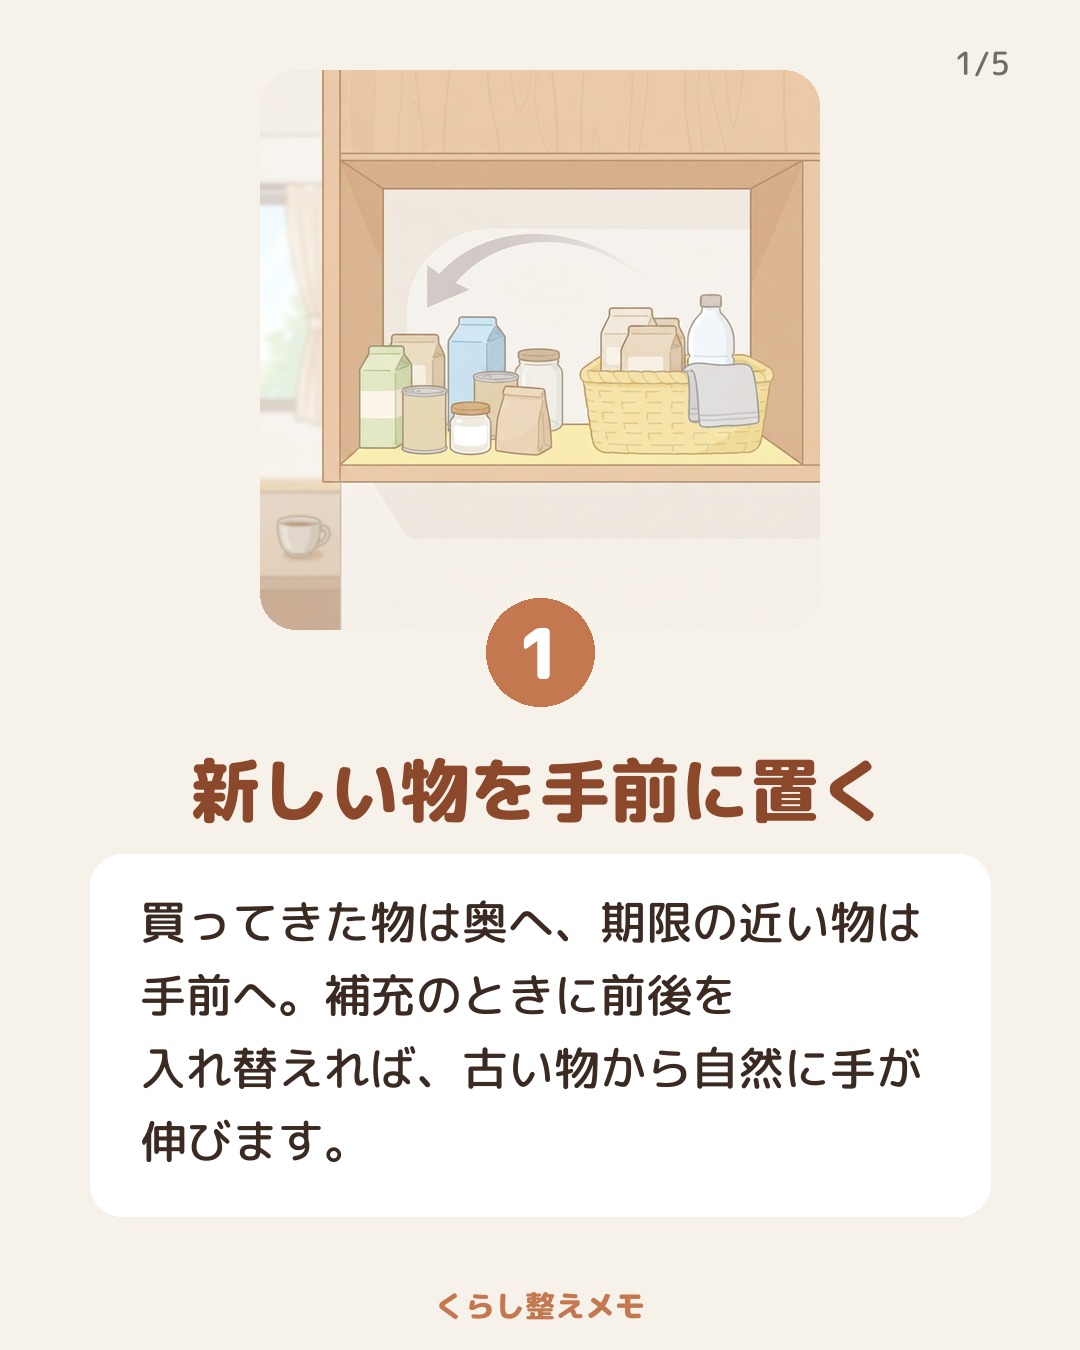 1/5
1
新しい物を手前に置く
買ってきた物は奥へ、期限の近い物は
手前へ。補充のときに前後を
入れ替えれば、古い物から自然に手が
伸びます。
くらし整えメモ